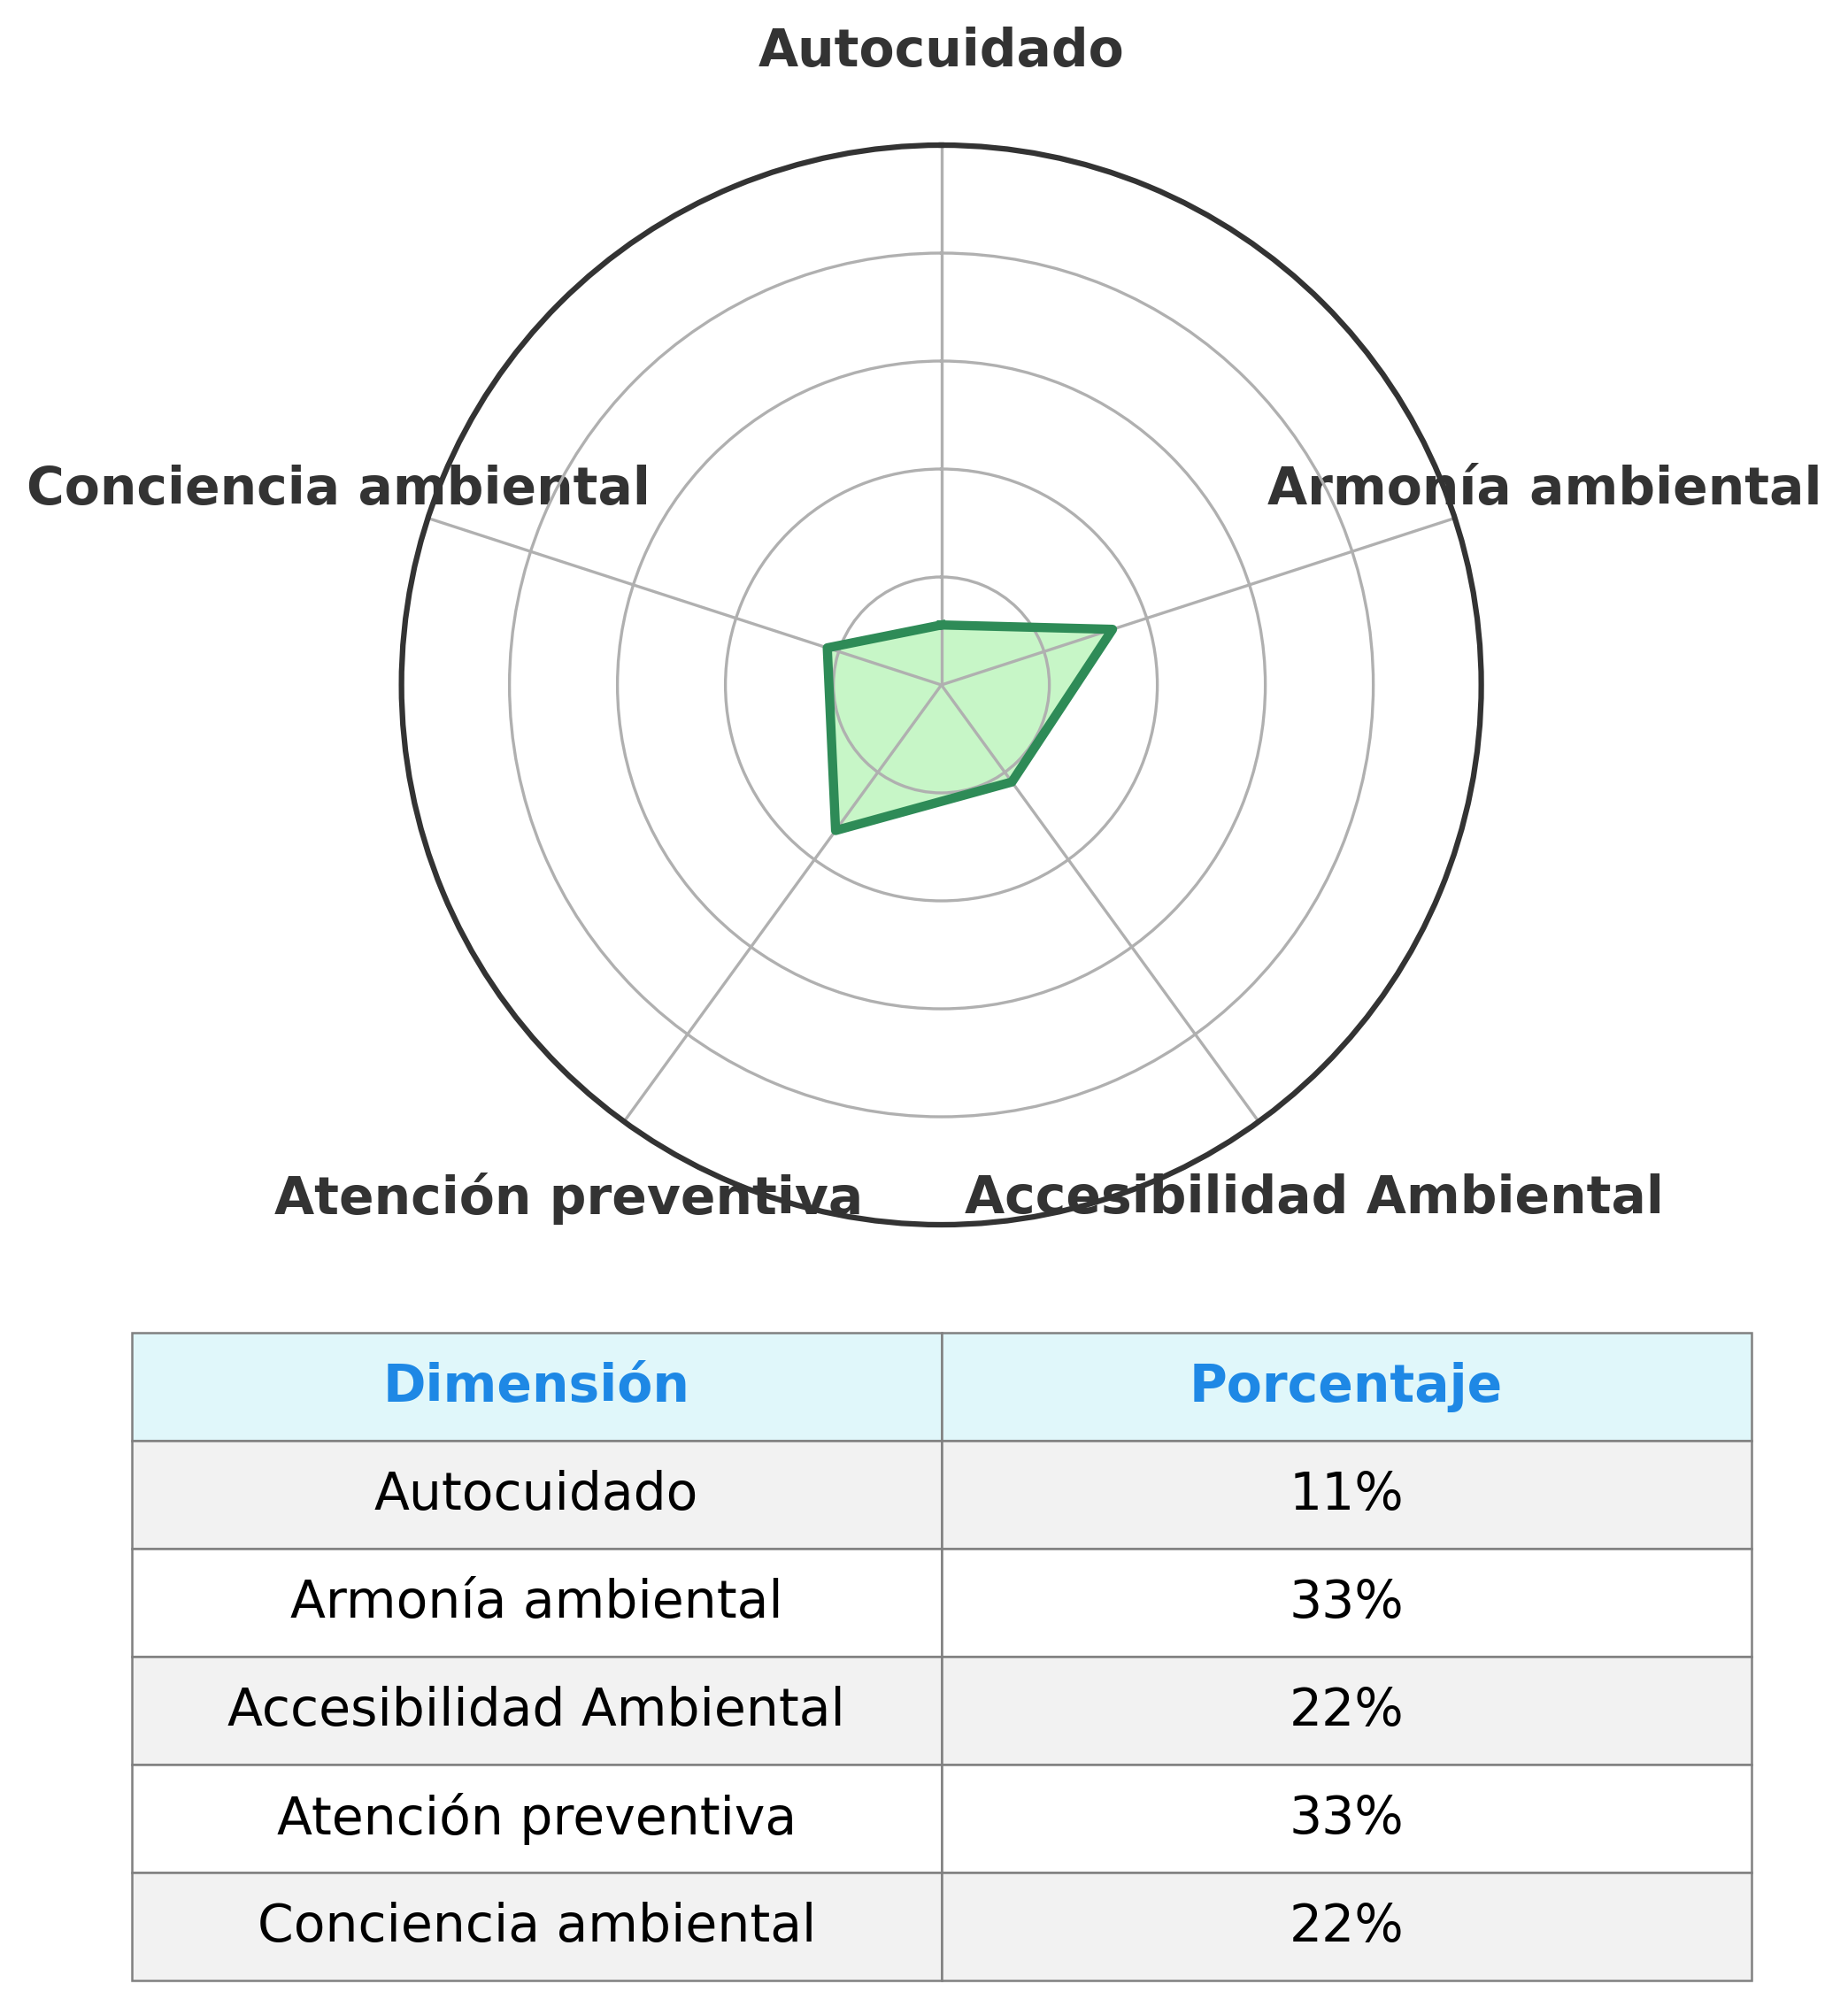 Autocuidado
Conciencia ambiental
Armonía ambiental
Atención preventiva
Accesibilidad Ambiental
Dimensión Porcentaje
Autocuidado 11%
Armonía ambiental 33%
Accesibilidad Ambiental 22%
Atención preventiva 33%
Conciencia ambiental 22%